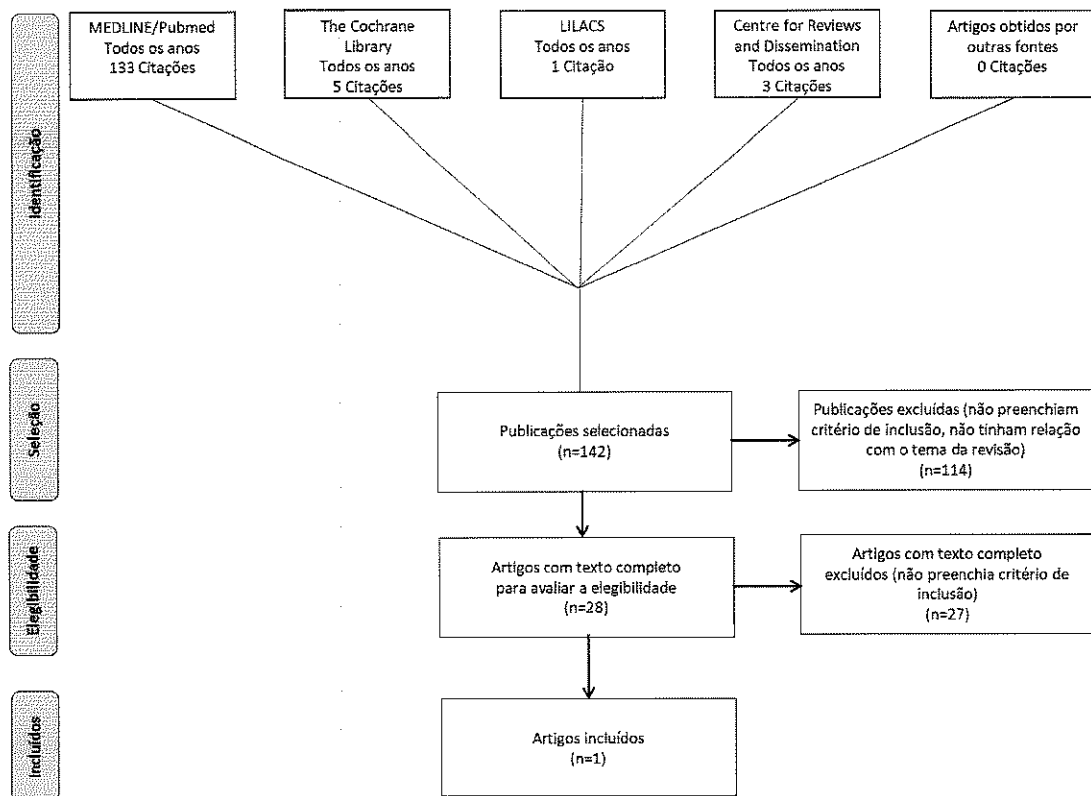 MEDLINE/Pubmed
Todos os anos
133 Citações
The Cochrane
Library
Todos os anos
5 Citações
LILACS
Todos os anos
1 Citação
Centre for Reviews
and Dissemination
Todos os anos
3 Citações
Artigos obtidos por
outras fontes
0 Citações
Identificação
Seleção
Publicações selecionadas
(n=142)
Publicações excluídas (não preenchiam
critério de inclusão, não tinham relação
com o tema da revisão)
(n=114)
Elegibilidade
Artigos com texto completo
para avaliar a elegibilidade
(n=28)
Artigos com texto completo
excluídos (não preenchia critério de
inclusão)
(n=27)
Incluídos
Artigos incluídos
(n=1)